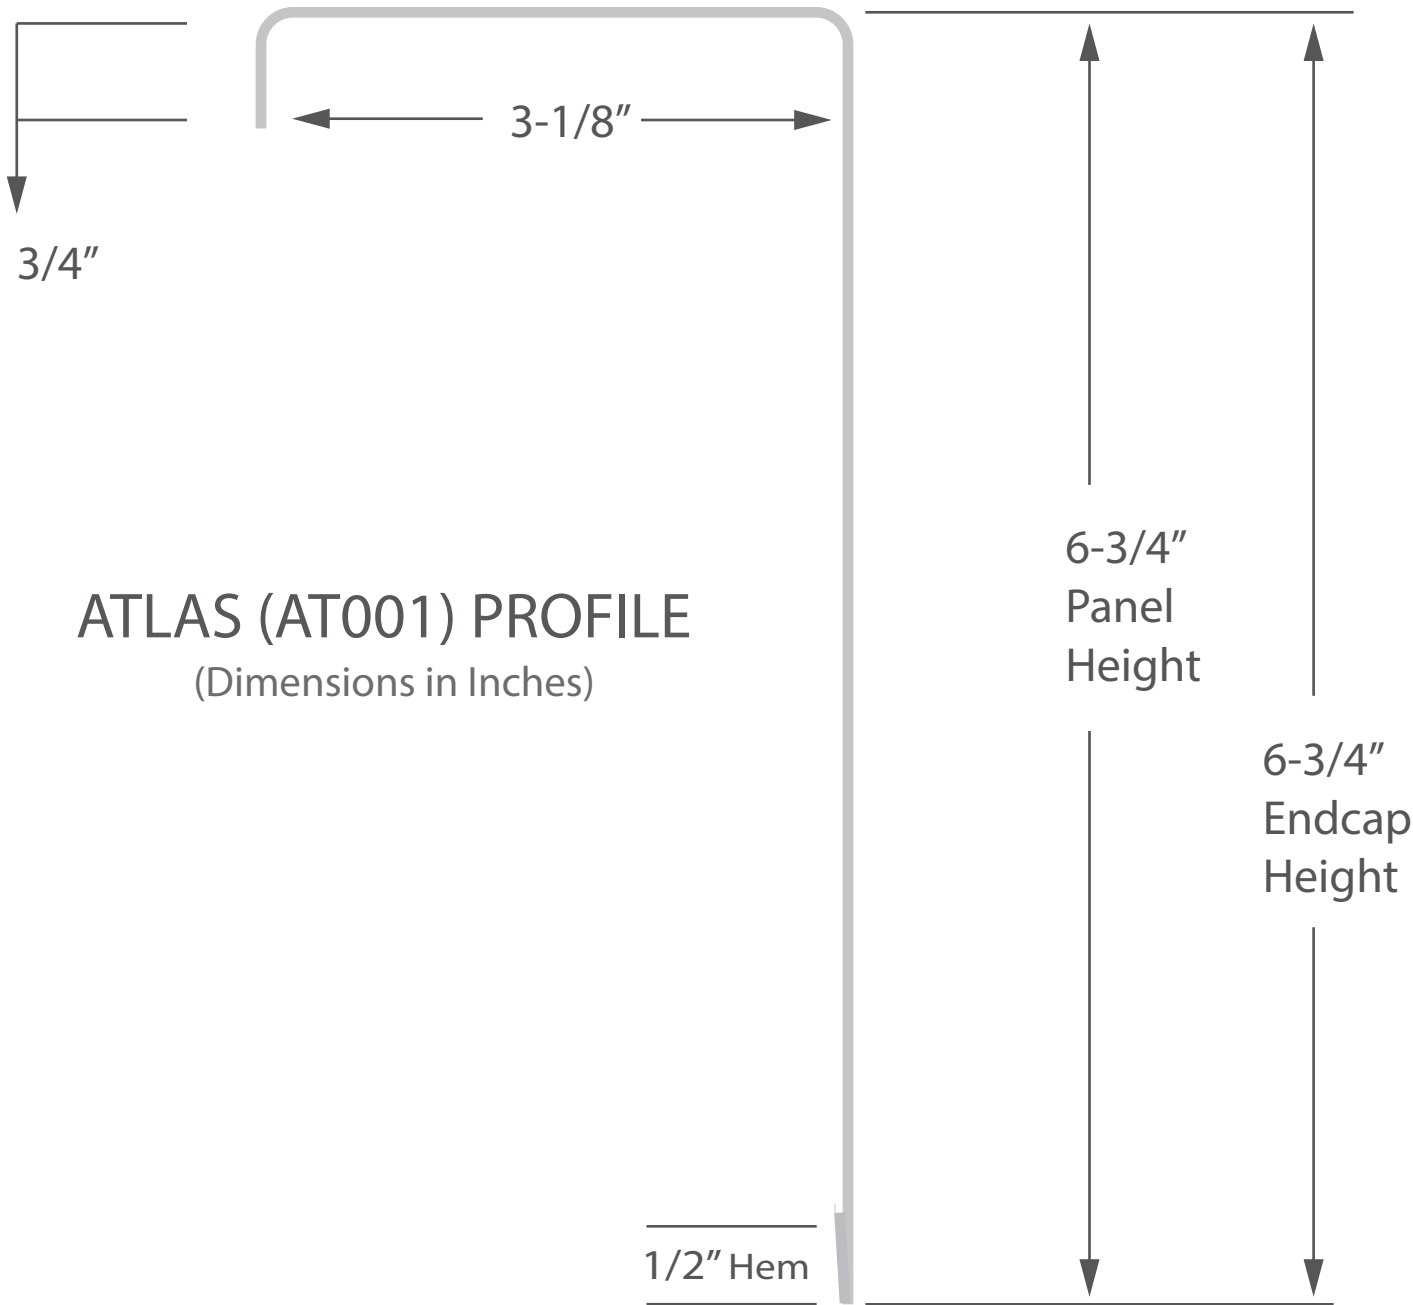 3-1/8”
3/4”
6-3/4”
Panel
Height
ATLAS (AT001) PROFILE
(Dimensions in Inches)
6-3/4”
Endcap
Height
1/2” Hem